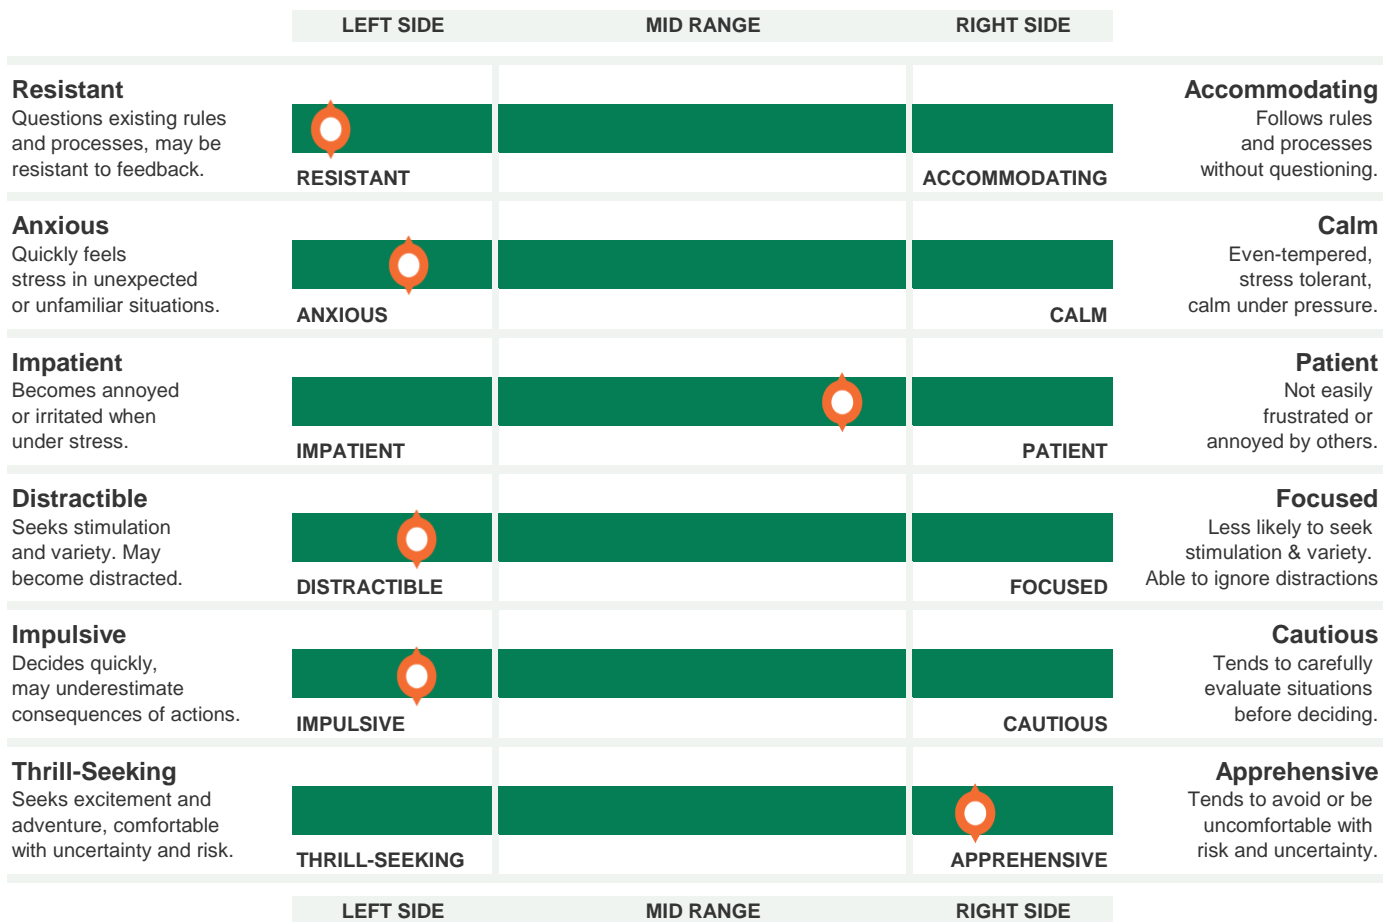 LEFT SIDE MID RANGE RIGHT SIDE
Resistant
Questions existing rules
and processes, may be
resistant to feedback.
RESISTANT
ACCOMMODATING
Accommodating
Follows rules
and processes
without questioning.
Anxious
Quickly feels
stress in unexpected
or unfamiliar situations.
ANXIOUS
CALM
Calm
Even-tempered,
stress tolerant,
calm under pressure.
Impatient
Becomes annoyed
or irritated when
under stress.
IMPATIENT
PATIENT
Patient
Not easily
frustrated or
annoyed by others.
Distractible
Seeks stimulation
and variety. May
become distracted.
DISTRACTIBLE
FOCUSED
Focused
Less likely to seek
stimulation & variety.
Able to ignore distractions
Impulsive
Decides quickly,
may underestimate
consequences of actions.
IMPULSIVE
CAUTIOUS
Cautious
Tends to carefully
evaluate situations
before deciding.
Thrill-Seeking
Seeks excitement and
adventure, comfortable
with uncertainty and risk.
THRILL-SEEKING
APPREHENSIVE
Apprehensive
Tends to avoid or be
uncomfortable with
risk and uncertainty.
LEFT SIDE MID RANGE RIGHT SIDE